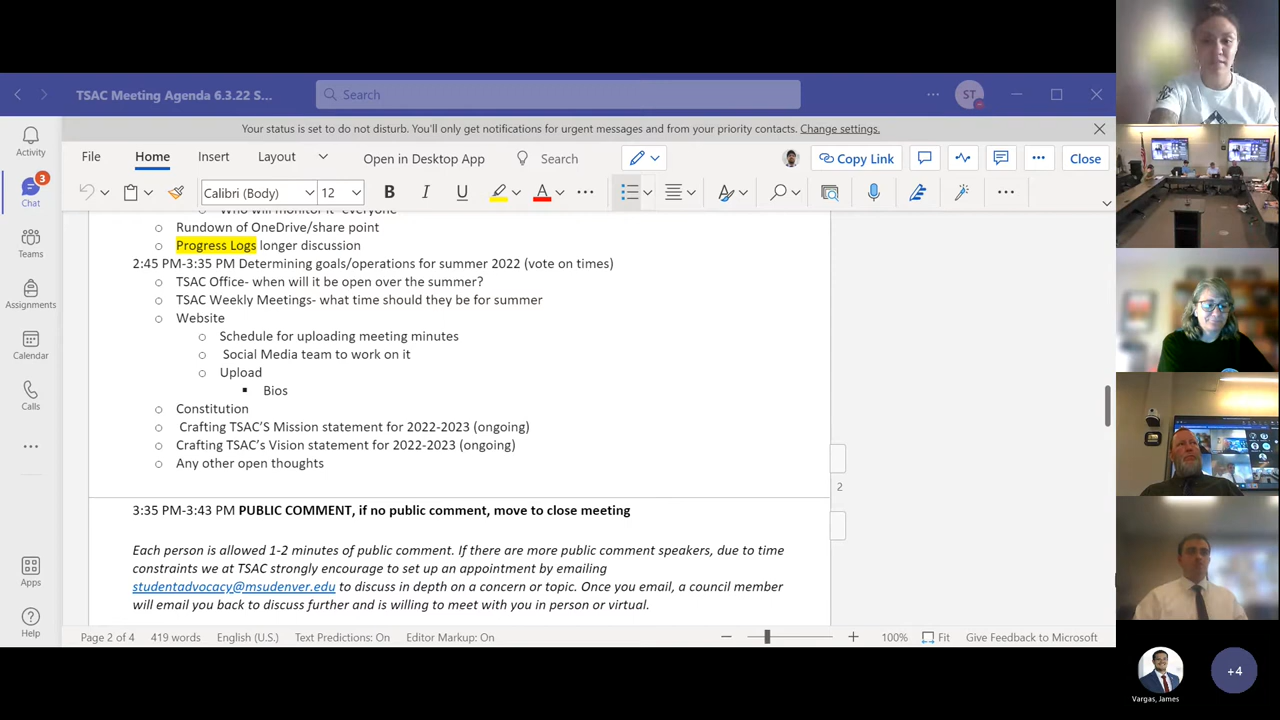 TSAC Meeting Agenda 6.3.22 S...
Search
ST
Your status is set to do not disturb. You'll only get notifications for urgent messages and from your priority contacts. Change settings.
File Home Insert Layout Open in Desktop App Search Copy Link Close
Calibri (Body) 12 B I U A
Activity
3
Chat
Teams
Assignments
Calendar
Calls
Apps
Help
Who will monitor it- everyone
Rundown of OneDrive/share point
Progress Logs longer discussion
2:45 PM-3:35 PM Determining goals/operations for summer 2022 (vote on times)
TSAC Office- when will it be open over the summer?
TSAC Weekly Meetings- what time should they be for summer
Website
Schedule for uploading meeting minutes
Social Media team to work on it
Upload
Bios
Constitution
Crafting TSAC'S Mission statement for 2022-2023 (ongoing)
Crafting TSAC's Vision statement for 2022-2023 (ongoing)
Any other open thoughts
2
3:35 PM-3:43 PM PUBLIC COMMENT, if no public comment, move to close meeting
Each person is allowed 1-2 minutes of public comment. If there are more public comment speakers, due to time
constraints we at TSAC strongly encourage to set up an appointment by emailing
studentadvocacy@msudenver.edu to discuss in depth on a concern or topic. Once you email, a council member
will email you back to discuss further and is willing to meet with you in person or virtual.
Page 2 of 4 419 words English (U.S.) Text Predictions: On Editor Markup: On 100% Fit Give Feedback to Microsoft
Vargas, James
+4